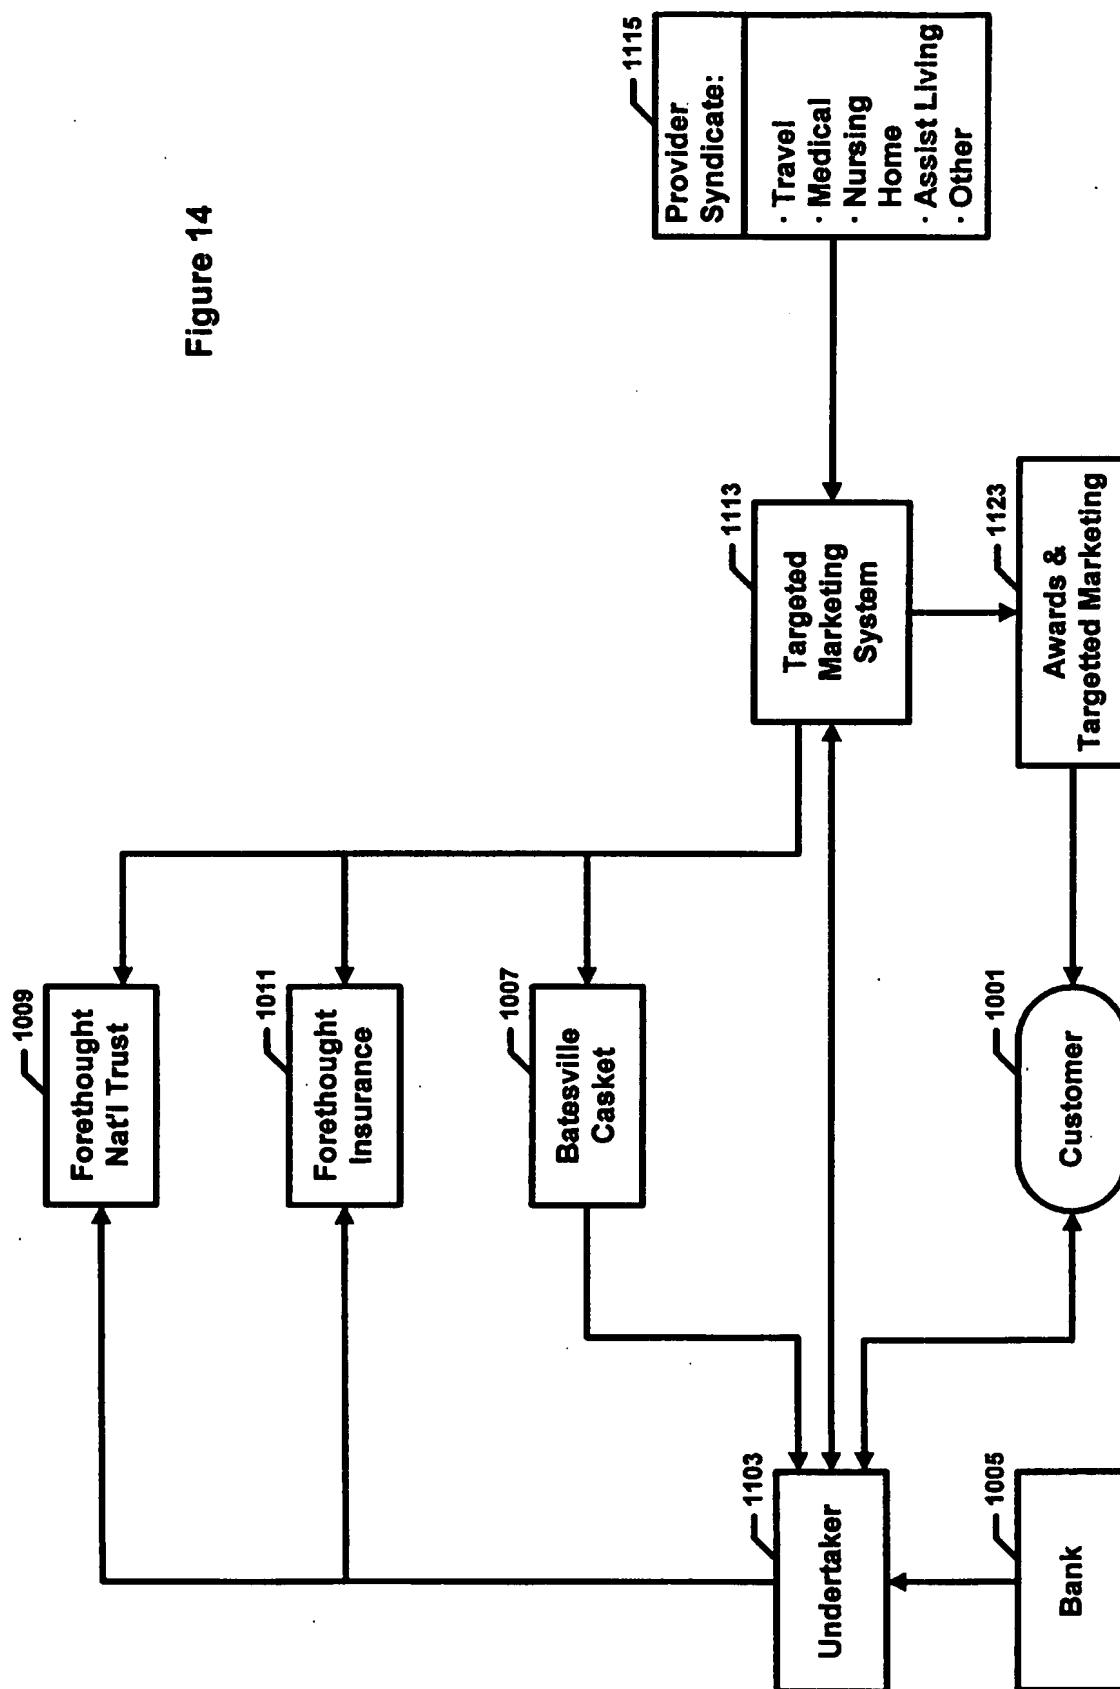 Figure 14
1009
Forethought
Nat'l Trust
1011
Forethought
Insurance
1007
Batesville
Casket
1103
Undertaker
1005
Bank
1001
Customer
1113
Targeted
Marketing
System
1123
Awards &
Targetted Marketing
1115
Provider
Syndicate:
· Travel
· Medical
· Nursing
Home
· Assist Living
· Other